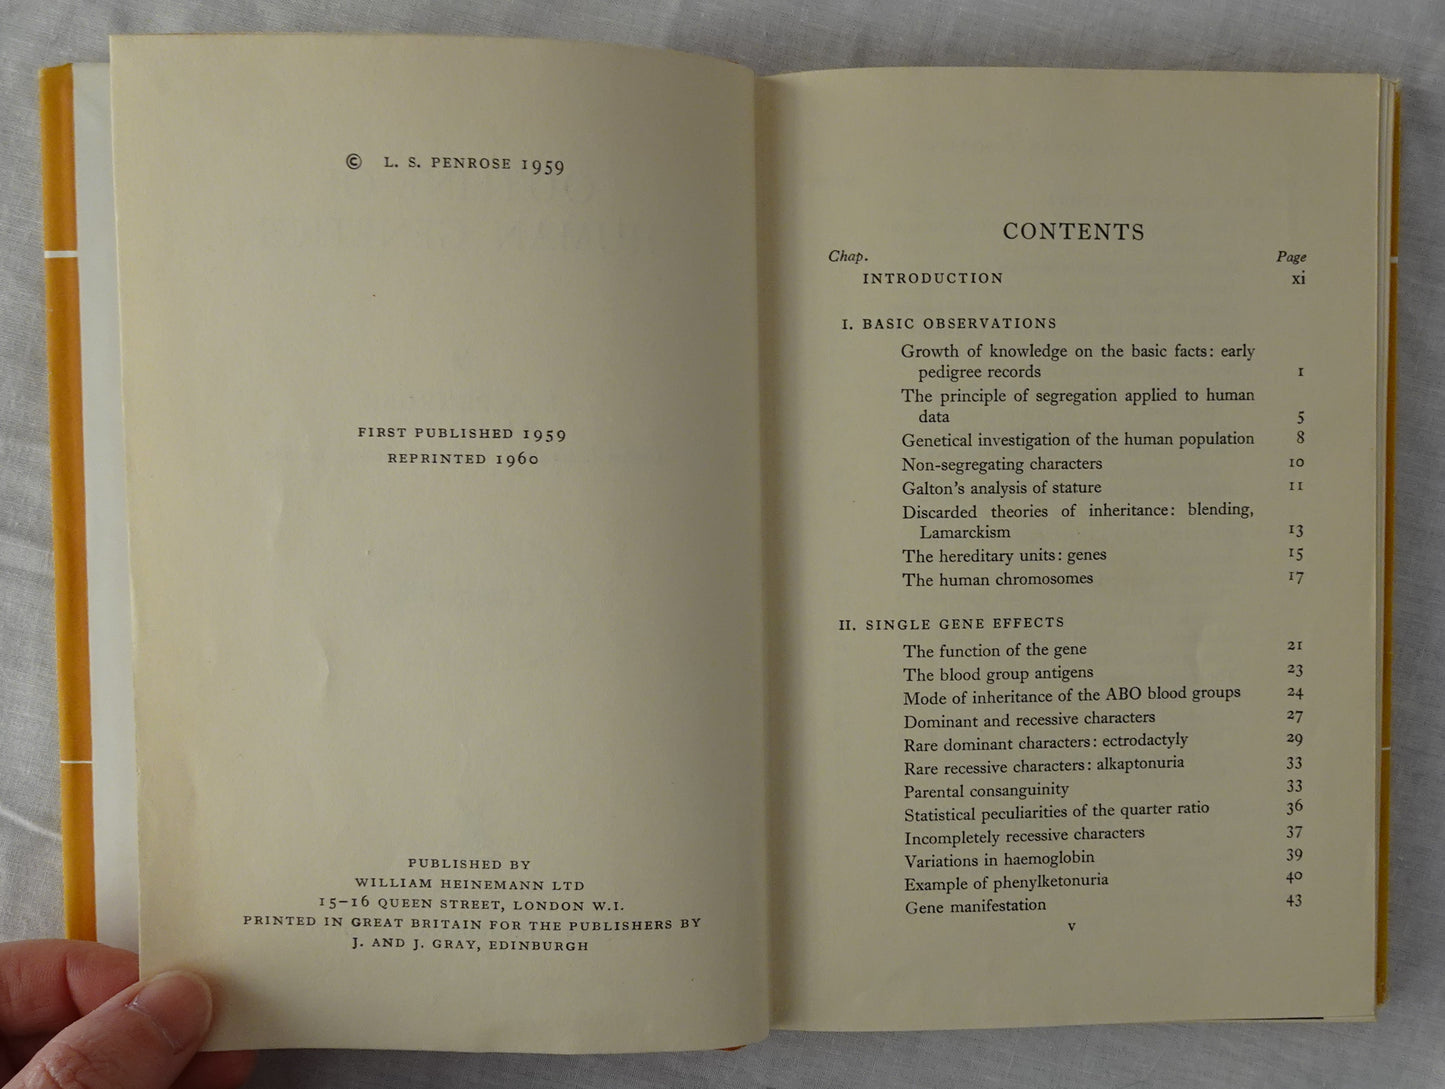 © L. S. PENROSE 1959
FIRST PUBLISHED 1959
REPRINTED 1960
PUBLISHED BY
WILLIAM HEINEMANN LTD
15–16 QUEEN STREET, LONDON W.I.
PRINTED IN GREAT BRITAIN FOR THE PUBLISHERS BY
J. AND J. GRAY, EDINBURGH
CONTENTS
Chap. Page
INTRODUCTION xi
I. BASIC OBSERVATIONS
Growth of knowledge on the basic facts: early
pedigree records 1
The principle of segregation applied to human
data 5
Genetical investigation of the human population 8
Non-segregating characters 10
Galton's analysis of stature 11
Discarded theories of inheritance: blending,
Lamarckism 13
The hereditary units: genes 15
The human chromosomes 17
II. SINGLE GENE EFFECTS
The function of the gene 21
The blood group antigens 23
Mode of inheritance of the ABO blood groups 24
Dominant and recessive characters 27
Rare dominant characters: ectrodactyly 29
Rare recessive characters: alkaptonuria 33
Parental consanguinity 33
Statistical peculiarities of the quarter ratio 36
Incompletely recessive characters 37
Variations in haemoglobin 39
Example of phenylketonuria 40
Gene manifestation 43
v